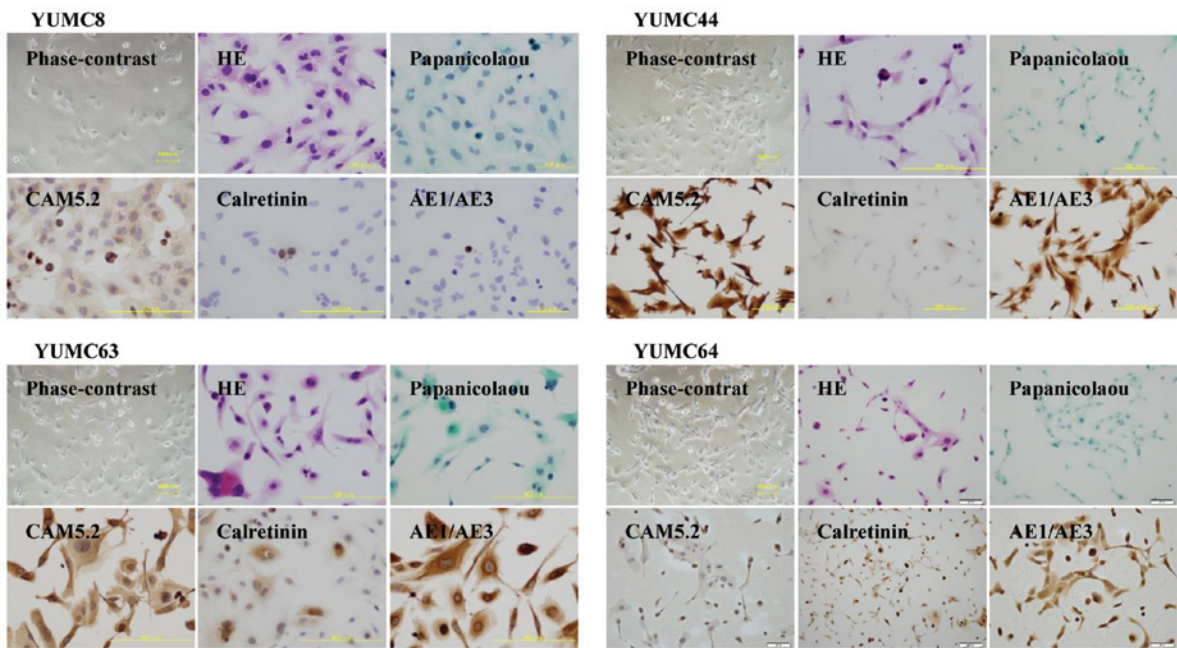 YUMC8
Phase-contrast HE Papanicolaou
CAM5.2 Calretinin AE1/AE3
YUMC44
Phase-contrast HE Papanicolaou
CAM5.2 Calretinin AE1/AE3
YUMC63
Phase-contrast HE Papanicolaou
CAM5.2 Calretinin AE1/AE3
YUMC64
Phase-contrat HE Papanicolaou
CAM5.2 Calretinin AE1/AE3